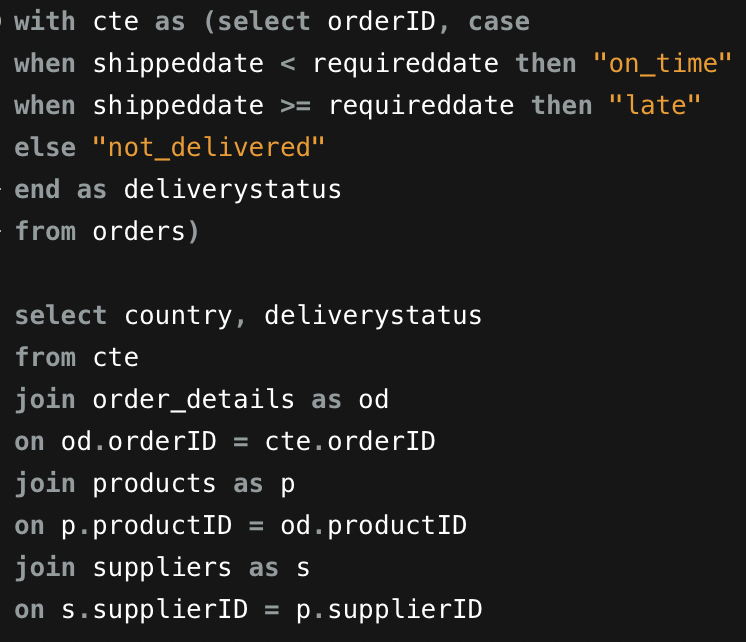 with cte as (select orderID, case
when shippeddate < requireddate then "on_time"
when shippeddate >= requireddate then "late"
else "not_delivered"
end as deliverystatus
from orders)
select country, deliverystatus
from cte
join order_details as od
on od.orderID = cte.orderID
join products as p
on p.productID = od.productID
join suppliers as s
on s.supplierID = p.supplierID